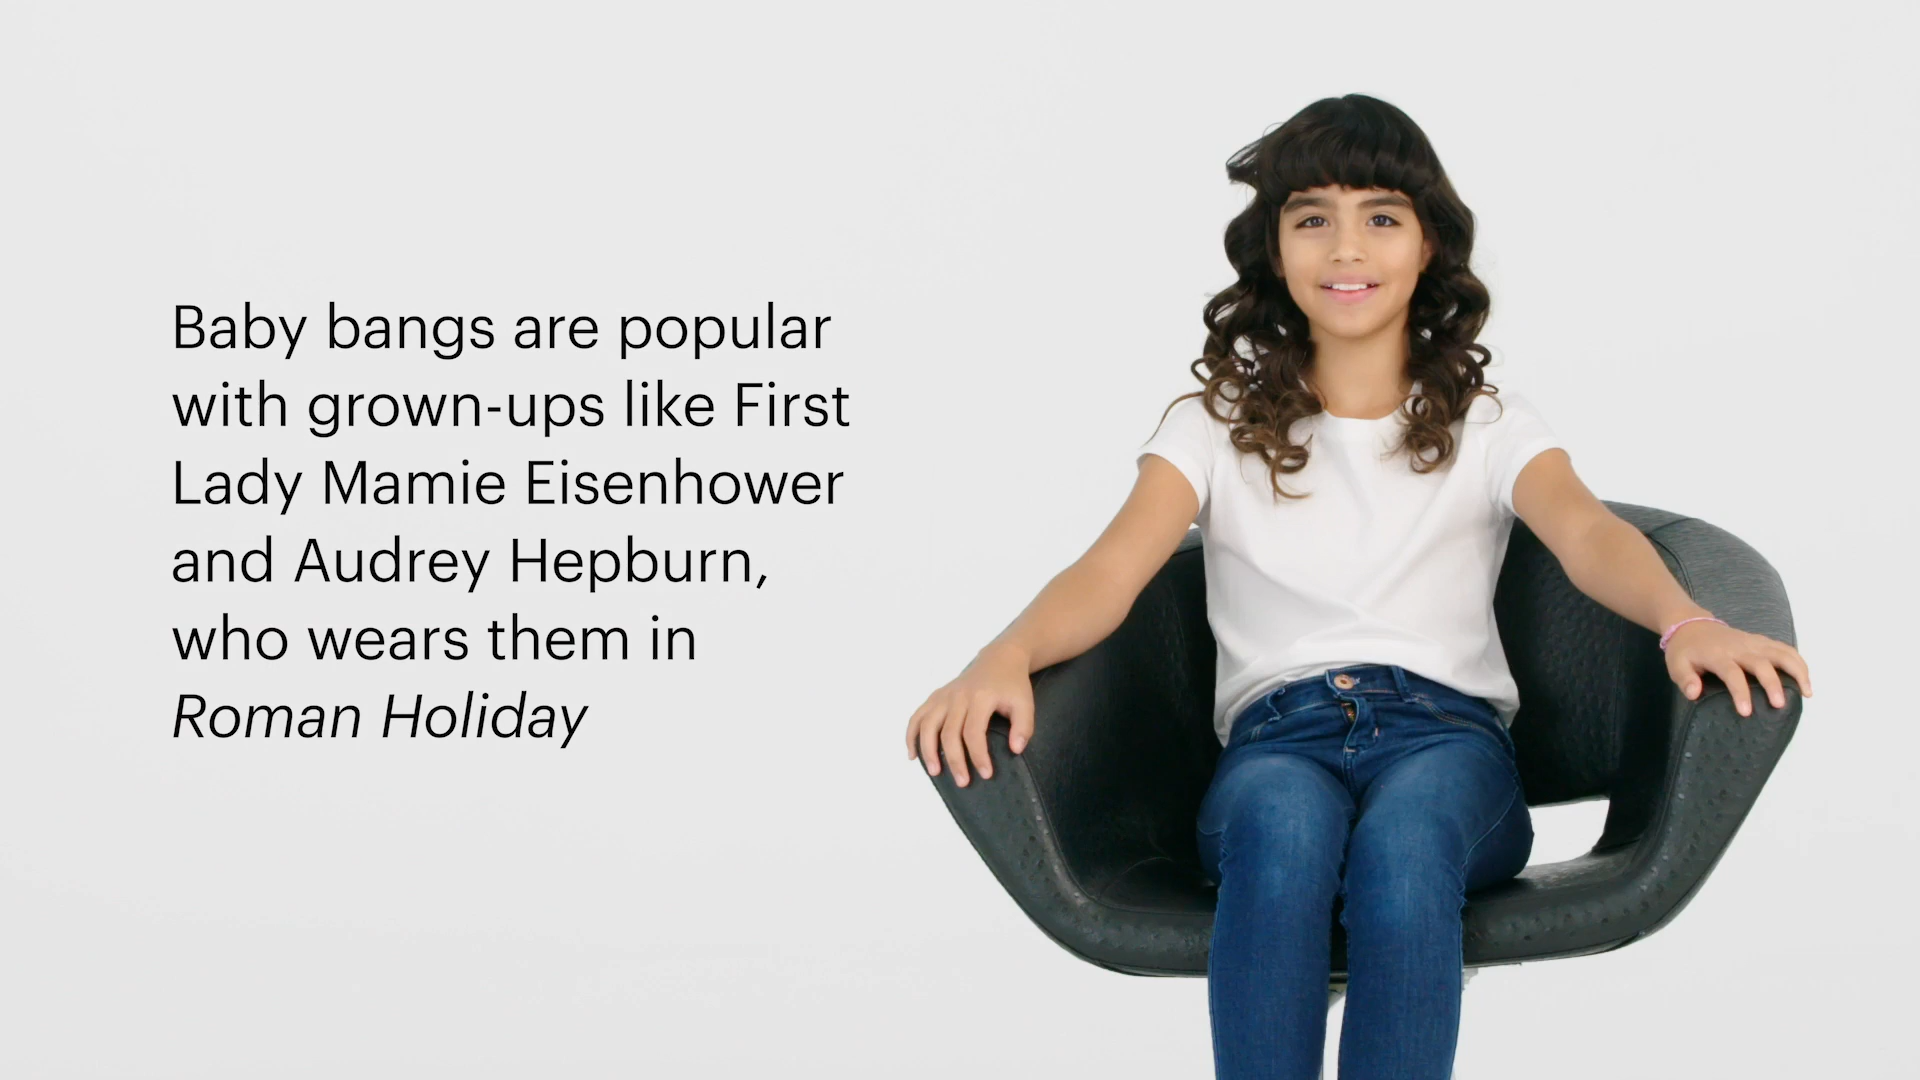 Baby bangs are popular
with grown-ups like First
Lady Mamie Eisenhower
and Audrey Hepburn,
who wears them in
Roman Holiday